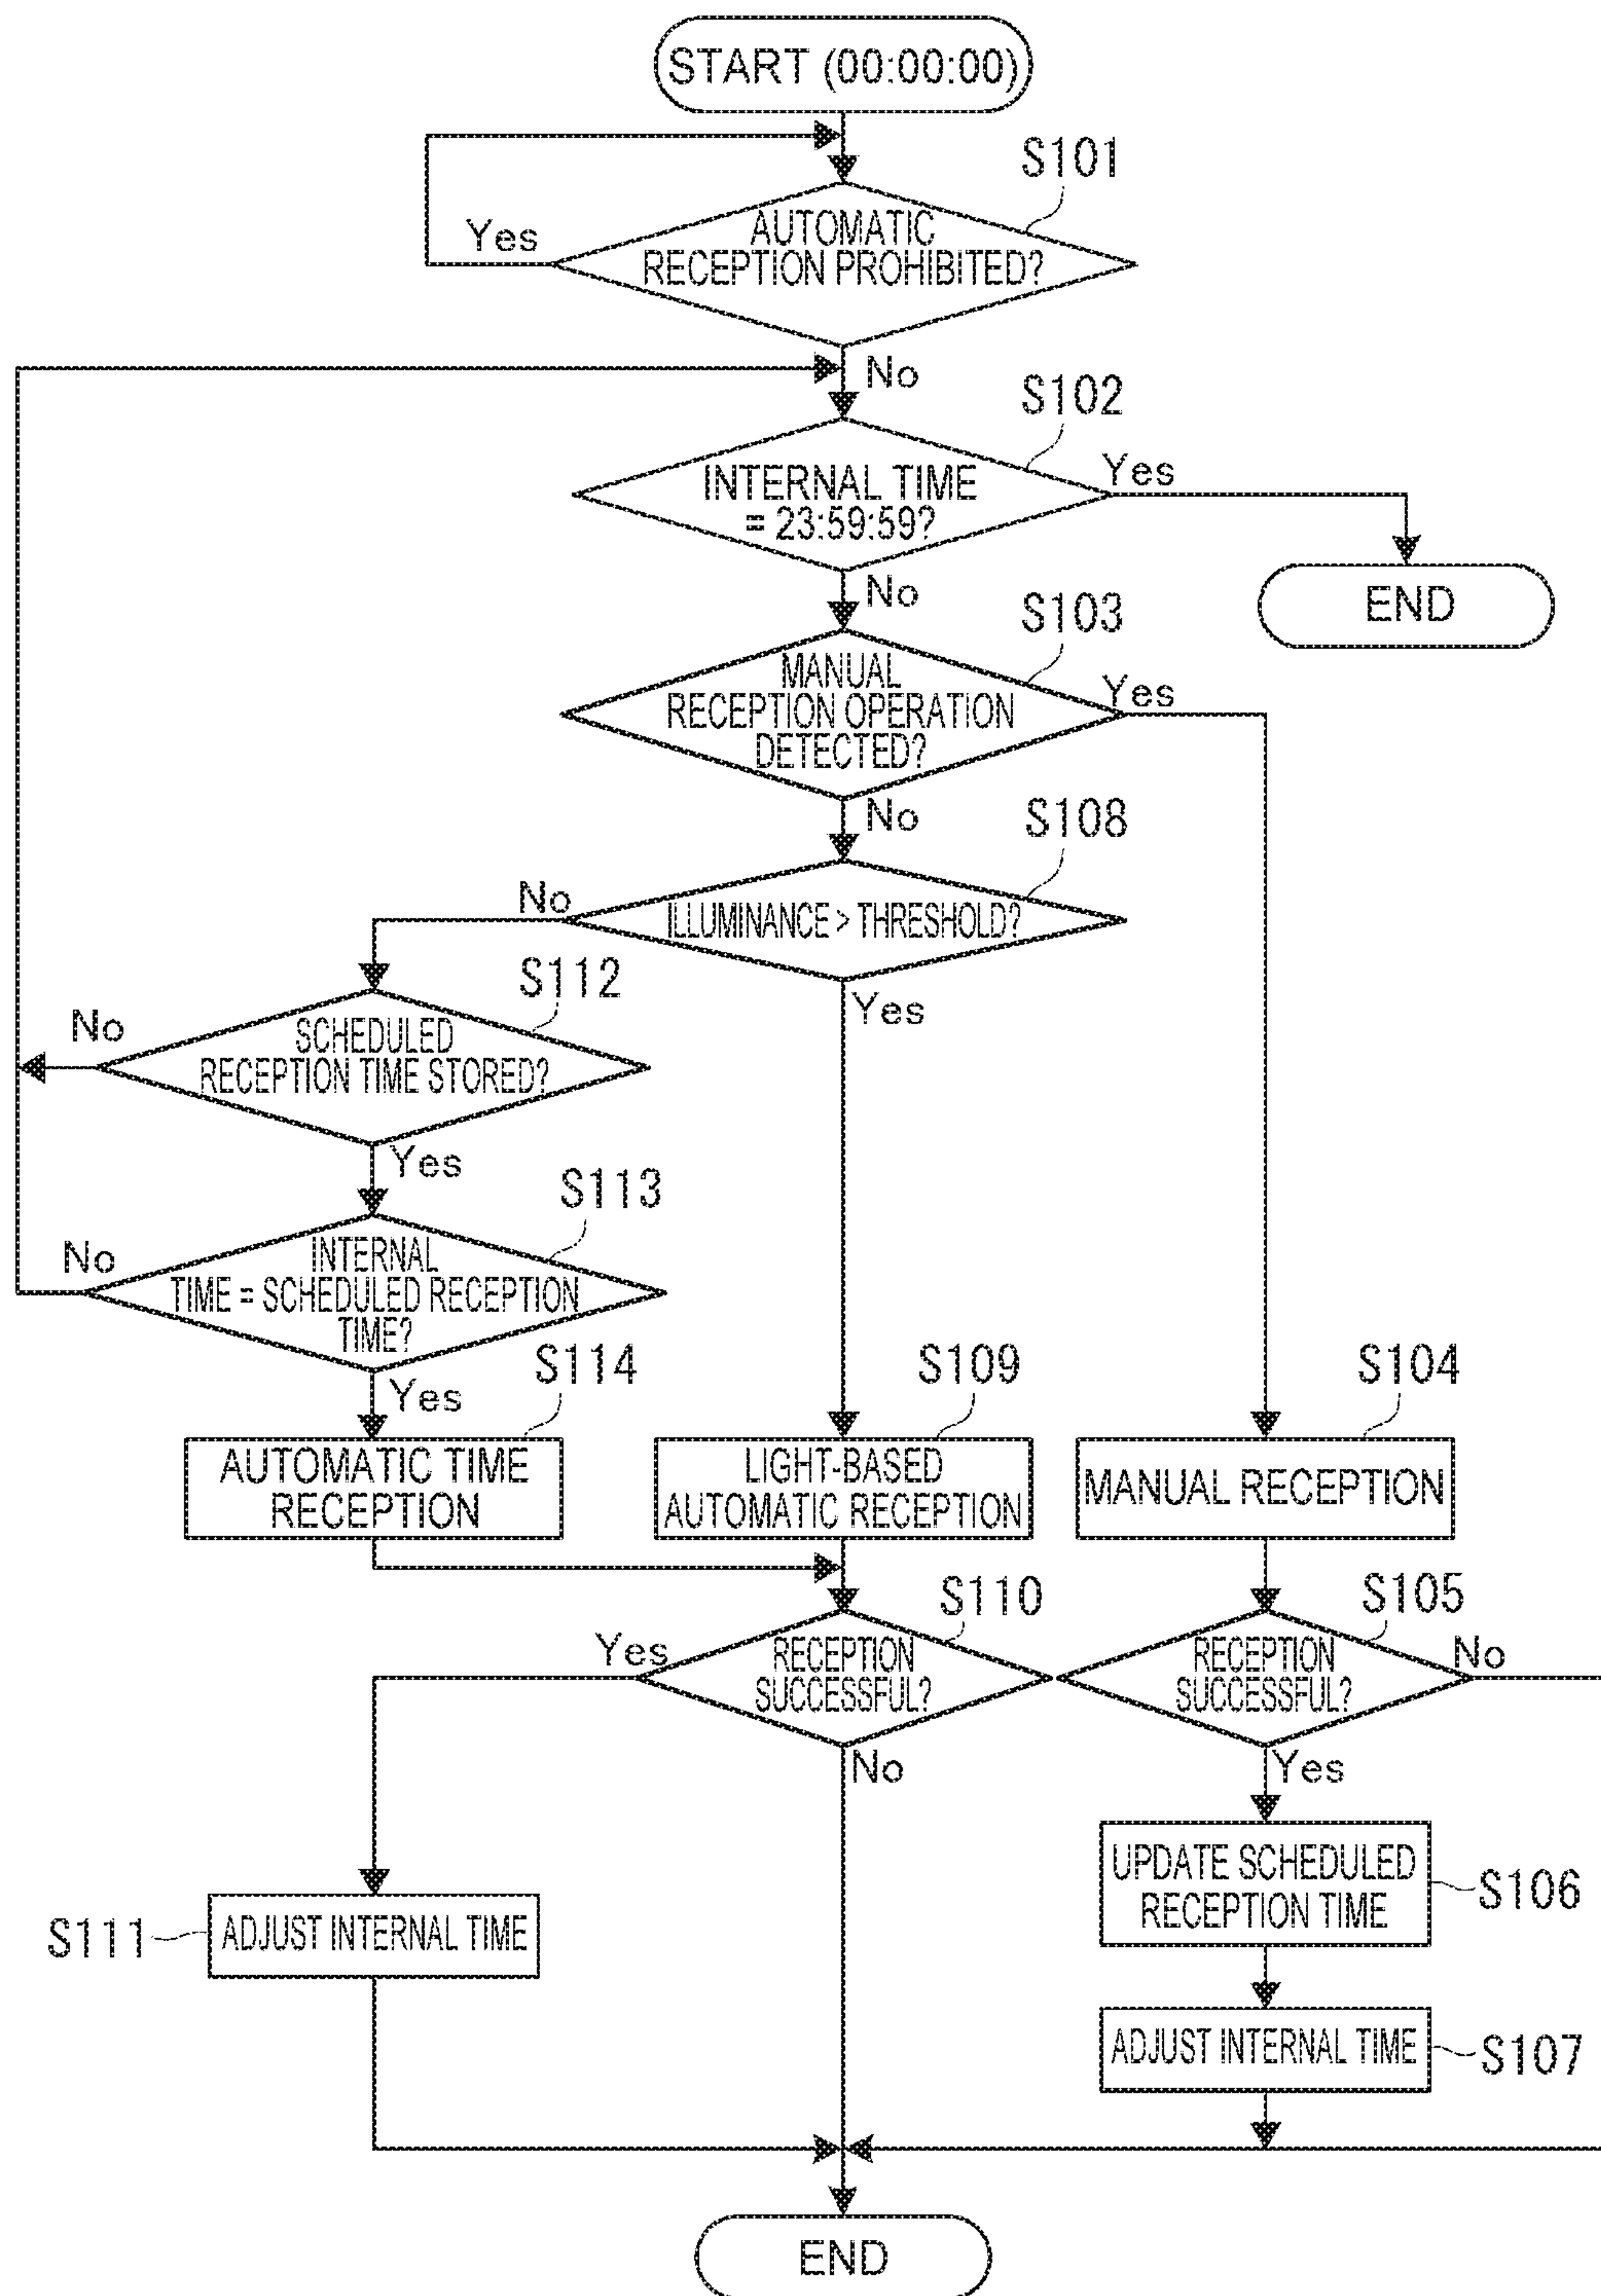 START (00:00:00)
S101
AUTOMATIC
RECEPTION PROHIBITED?
Yes
No
S102
INTERNAL TIME
= 23:59:59?
Yes
END
No
S103
MANUAL
RECEPTION OPERATION
DETECTED?
Yes
No
S108
ILLUMINANCE > THRESHOLD?
No
Yes
S112
SCHEDULED
RECEPTION TIME STORED?
No
Yes
S113
INTERNAL
TIME = SCHEDULED RECEPTION
TIME?
No
Yes
S114
AUTOMATIC TIME
RECEPTION
S109
LIGHT-BASED
AUTOMATIC RECEPTION
S104
MANUAL RECEPTION
S110
RECEPTION
SUCCESSFUL?
Yes
No
S105
RECEPTION
SUCCESSFUL?
No
Yes
UPDATE SCHEDULED
RECEPTION TIME
S106
S111
ADJUST INTERNAL TIME
ADJUST INTERNAL TIME
S107
END